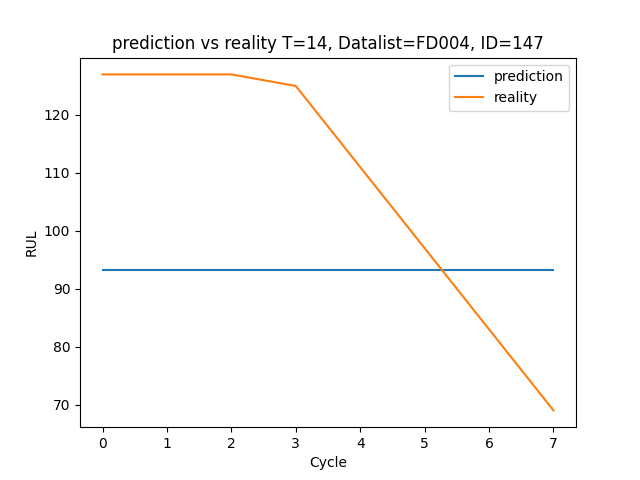 prediction vs reality T=14, Datalist=FD004, ID=147
prediction
reality
120
110
100
90
80
70
RUL
0 1 2 3 4 5 6 7
Cycle